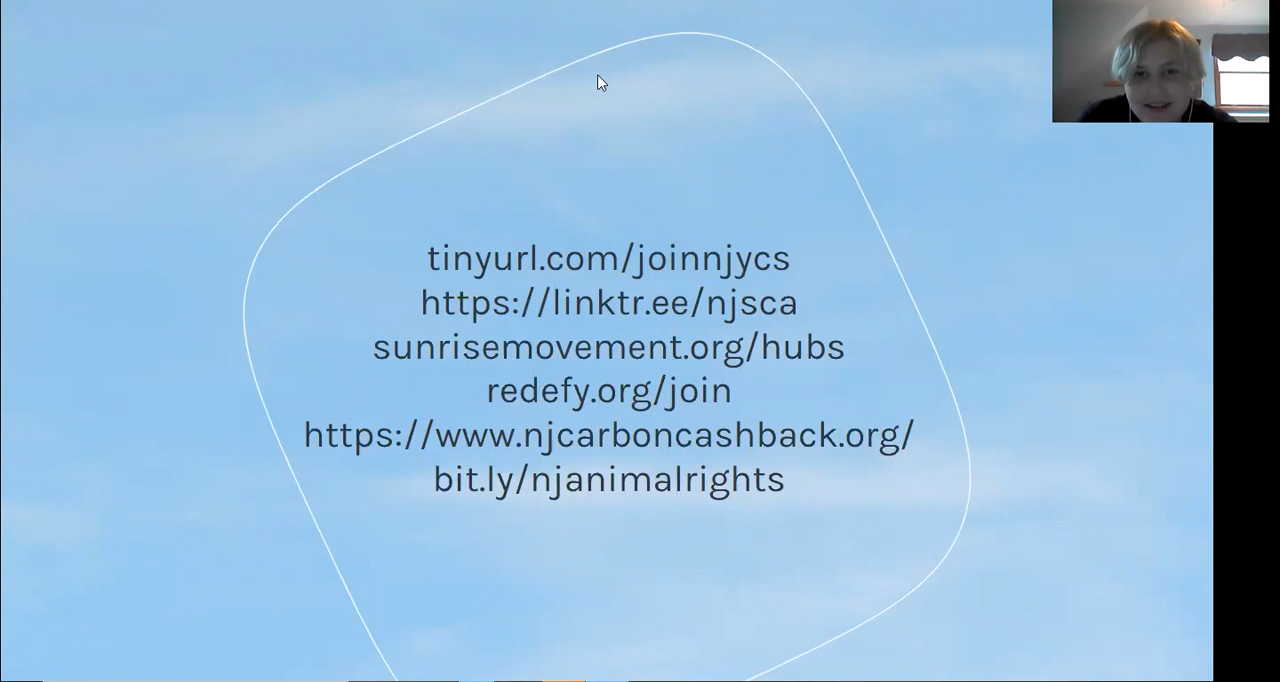 tinyurl.com/joinnjycs
https://linktr.ee/njsca
sunrisemovement.org/hubs
redefy.org/join
https://www.njcarboncashback.org/
bit.ly/njanimalrights